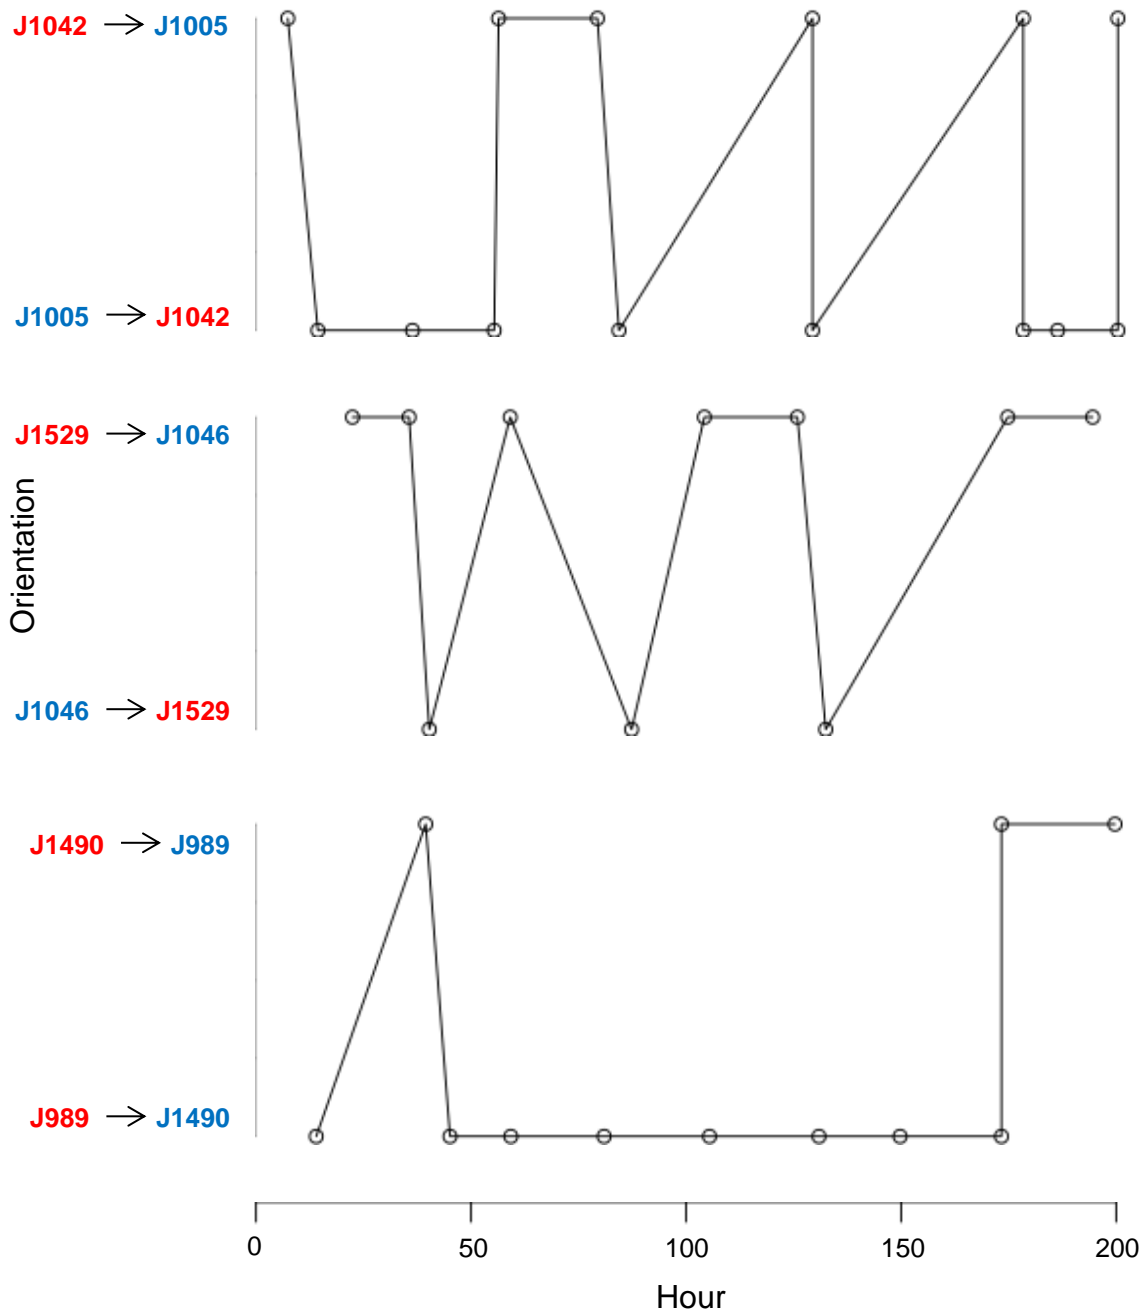 J1042 → J1005
J1005 → J1042
J1529 → J1046
Orientation
J1046 → J1529
J1490 → J989
J989 → J1490
0 50 100 150 200
Hour